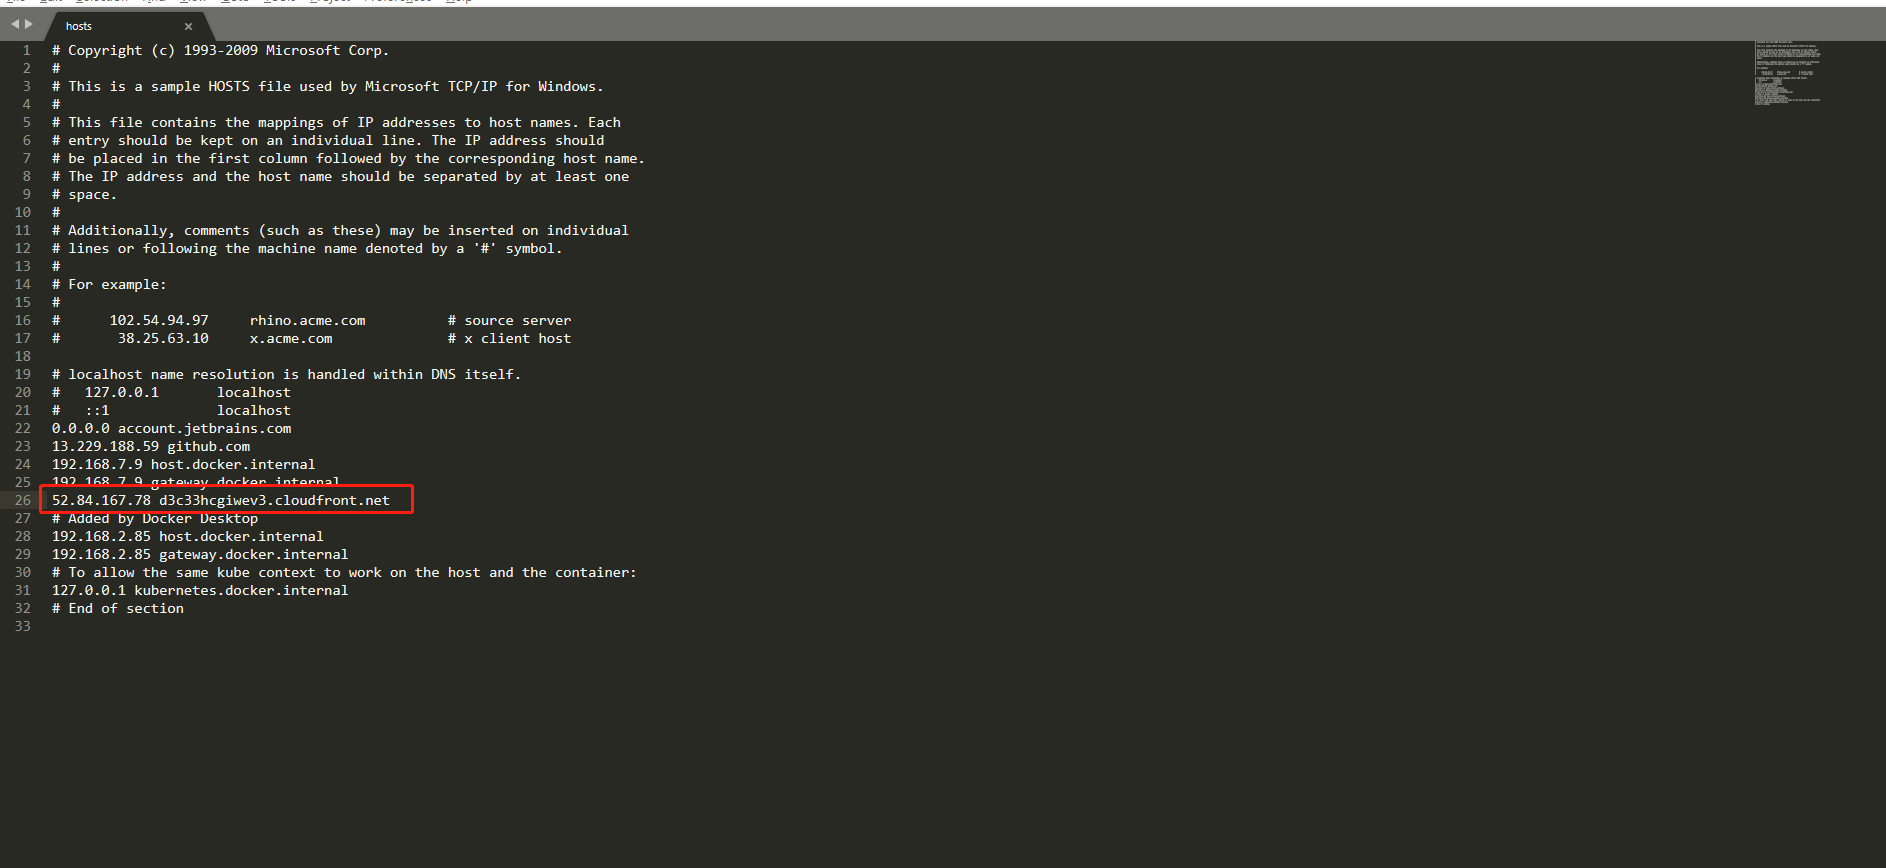 hosts
1 # Copyright (c) 1993-2009 Microsoft Corp.
2 #
3 # This is a sample HOSTS file used by Microsoft TCP/IP for Windows.
4 #
5 # This file contains the mappings of IP addresses to host names. Each
6 # entry should be kept on an individual line. The IP address should
7 # be placed in the first column followed by the corresponding host name.
8 # The IP address and the host name should be separated by at least one
9 # space.
10 #
11 # Additionally, comments (such as these) may be inserted on individual
12 # lines or following the machine name denoted by a '#' symbol.
13 #
14 # For example:
15 #
16 #      102.54.94.97     rhino.acme.com          # source server
17 #       38.25.63.10     x.acme.com              # x client host
18
19 # localhost name resolution is handled within DNS itself.
20 #   127.0.0.1       localhost
21 #   ::1             localhost
22 0.0.0.0 account.jetbrains.com
23 13.229.188.59 github.com
24 192.168.7.9 host.docker.internal
25 192.168.7.9 gateway.docker.internal
26 52.84.167.78 d3c33hcgiwev3.cloudfront.net
27 # Added by Docker Desktop
28 192.168.2.85 host.docker.internal
29 192.168.2.85 gateway.docker.internal
30 # To allow the same kube context to work on the host and the container:
31 127.0.0.1 kubernetes.docker.internal
32 # End of section
33